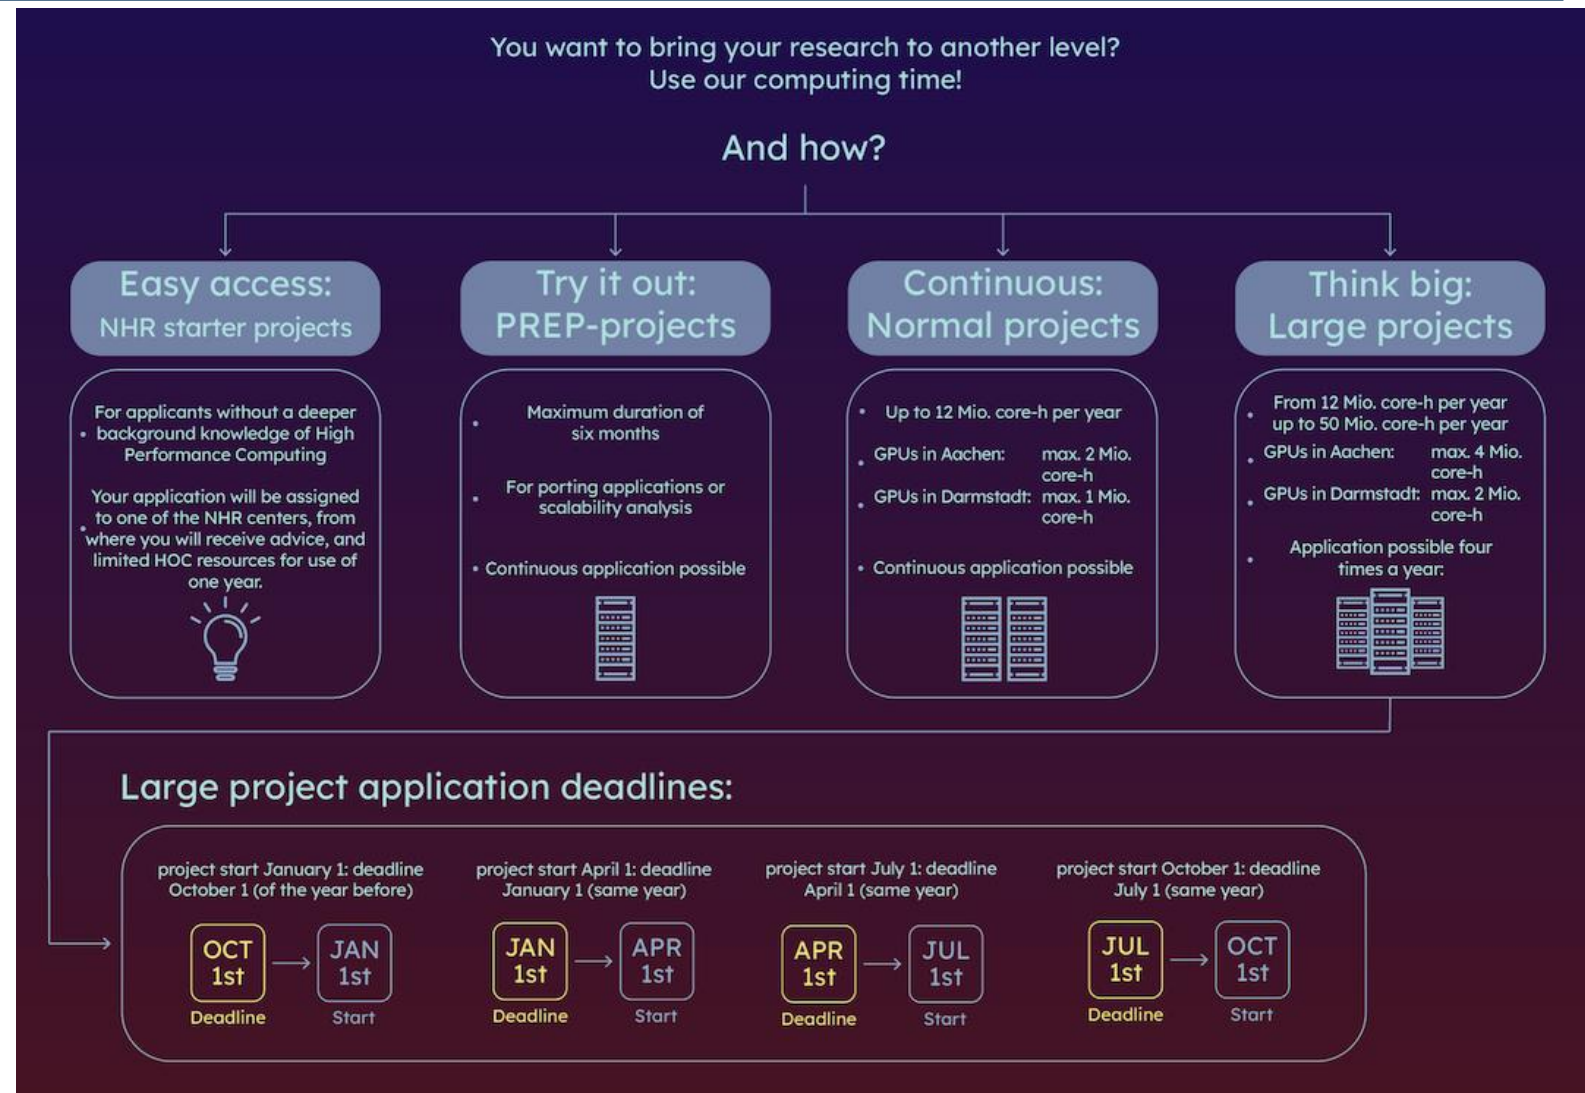 You want to bring your research to another level?
Use our computing time!
And how?
Easy access:
NHR starter projects
For applicants without a deeper
• background knowledge of High
Performance Computing
Your application will be assigned
to one of the NHR centers, from
• where you will receive advice, and
limited HOC resources for use of
one year.
Try it out:
PREP-projects
• Maximum duration of
six months
• For porting applications or
scalability analysis
• Continuous application possible
Continuous:
Normal projects
• Up to 12 Mio. core-h per year
• GPUs in Aachen: max. 2 Mio.
core-h
• GPUs in Darmstadt: max. 1 Mio.
core-h
• Continuous application possible
Think big:
Large projects
• From 12 Mio. core-h per year
up to 50 Mio. core-h per year
• GPUs in Aachen: max. 4 Mio.
core-h
• GPUs in Darmstadt: max. 2 Mio.
core-h
• Application possible four
times a year:
Large project application deadlines:
project start January 1: deadline
October 1 (of the year before)
OCT
1st
Deadline
JAN
1st
Start
project start April 1: deadline
January 1 (same year)
JAN
1st
Deadline
APR
1st
Start
project start July 1: deadline
April 1 (same year)
APR
1st
Deadline
JUL
1st
Start
project start October 1: deadline
July 1 (same year)
JUL
1st
Deadline
OCT
1st
Start